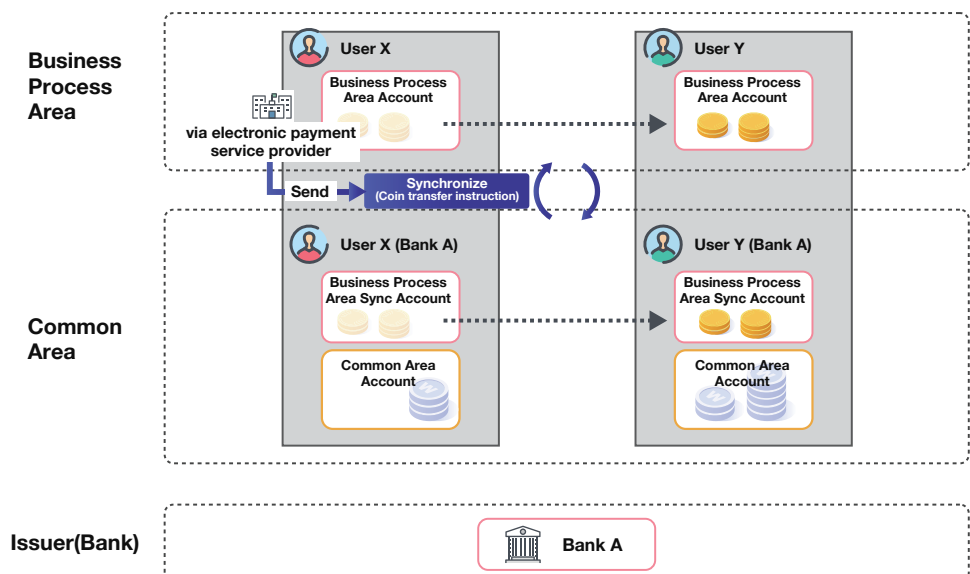 Business
Process
Area
User X
Business Process
Area Account
via electronic payment
service provider
Send
Synchronize
(Coin transfer instruction)
User Y
Business Process
Area Account
Common
Area
User X (Bank A)
Business Process
Area Sync Account
Common Area
Account
W
User Y (Bank A)
Business Process
Area Sync Account
Common Area
Account
W
W
Issuer(Bank)
Bank A